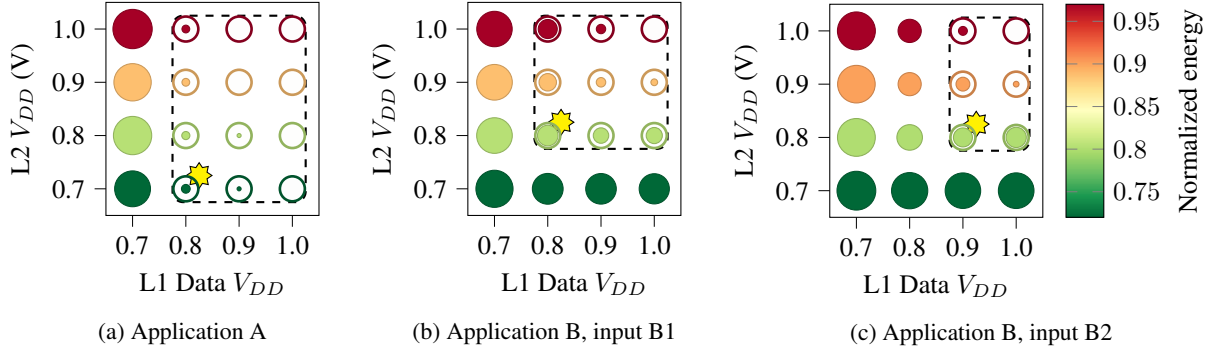 1.0
0.9
0.8
0.7
L2 V_DD (V)
0.7 0.8 0.9 1.0
L1 Data V_DD
(a) Application A
1.0
0.9
0.8
0.7
L2 V_DD (V)
0.7 0.8 0.9 1.0
L1 Data V_DD
(b) Application B, input B1
1.0
0.9
0.8
0.7
L2 V_DD (V)
0.7 0.8 0.9 1.0
L1 Data V_DD
(c) Application B, input B2
0.95
0.9
0.85
0.8
0.75
Normalized energy